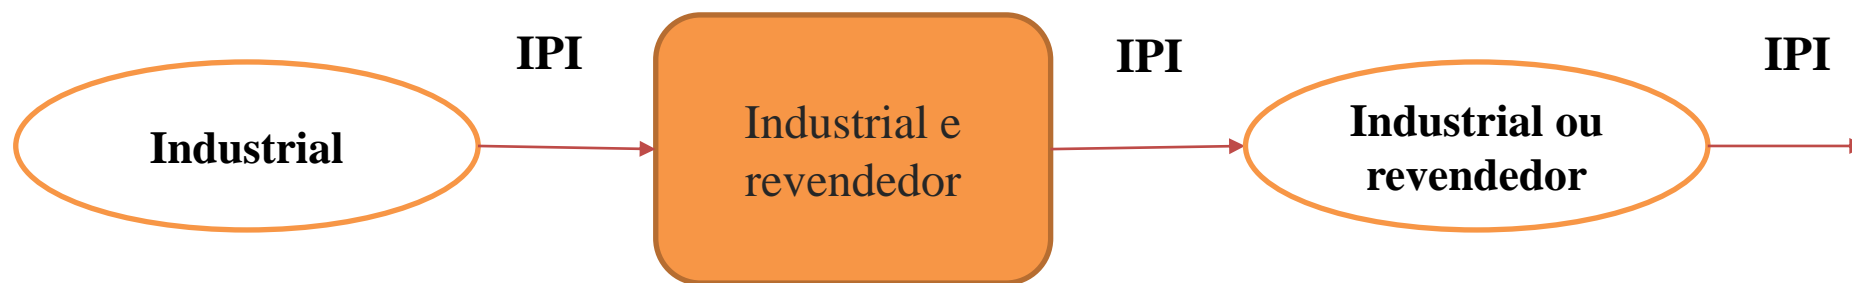 IPI
IPI
IPI
Industrial
Industrial e
revendedor
Industrial ou
revendedor